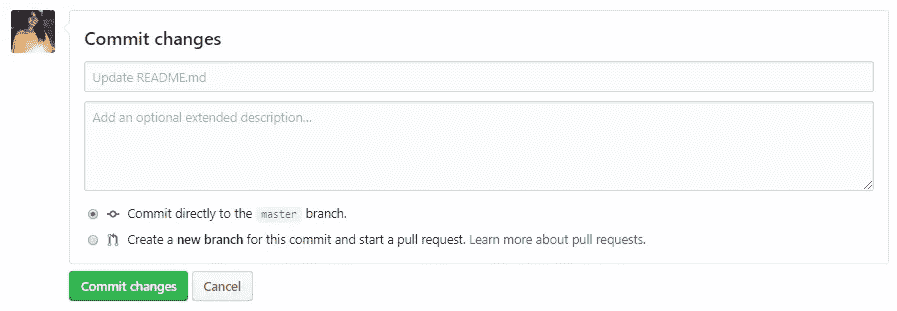 Commit changes
Update README.md
Add an optional extended description...
Commit directly to the master branch.
Create a new branch for this commit and start a pull request. Learn more about pull requests.
Commit changes
Cancel